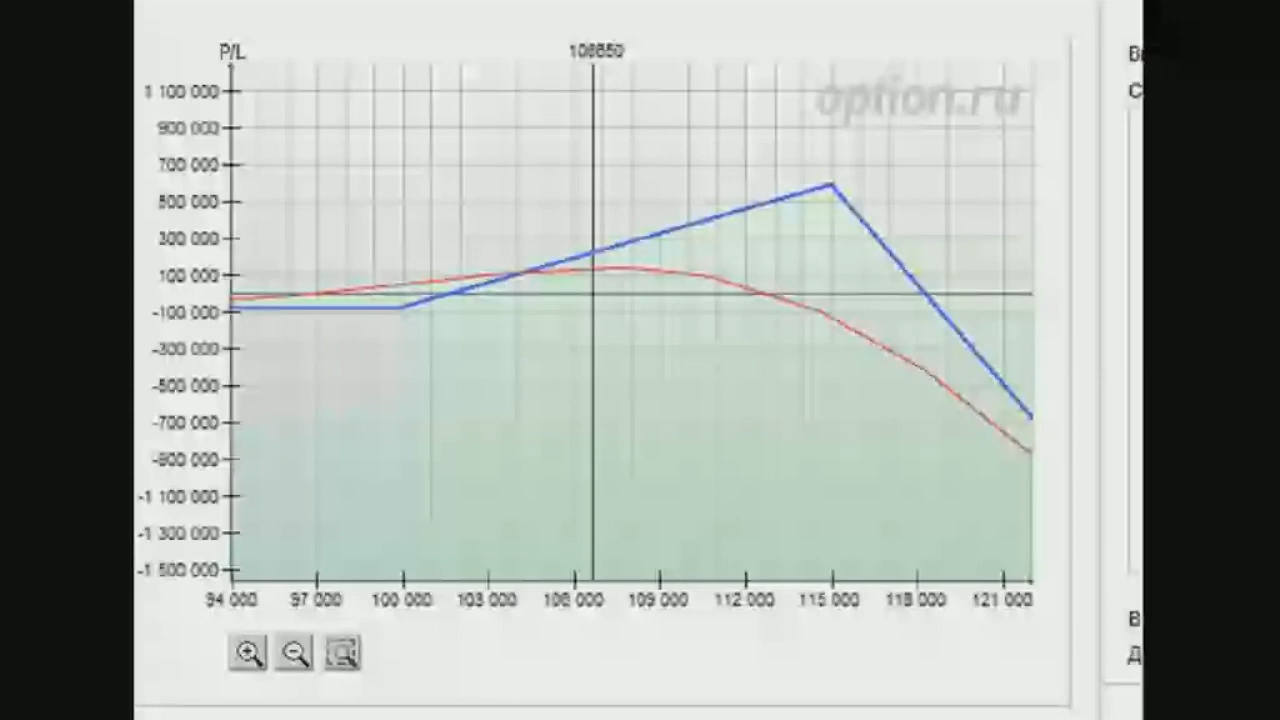 P/L
106650
option.ru
В
С
1 100 000
900 000
700 000
500 000
300 000
100 000
-100 000
-300 000
-500 000
-700 000
-900 000
-1 100 000
-1 300 000
-1 500 000
94 000 97 000 100 000 103 000 106 000 109 000 112 000 115 000 118 000 121 000
В
Д